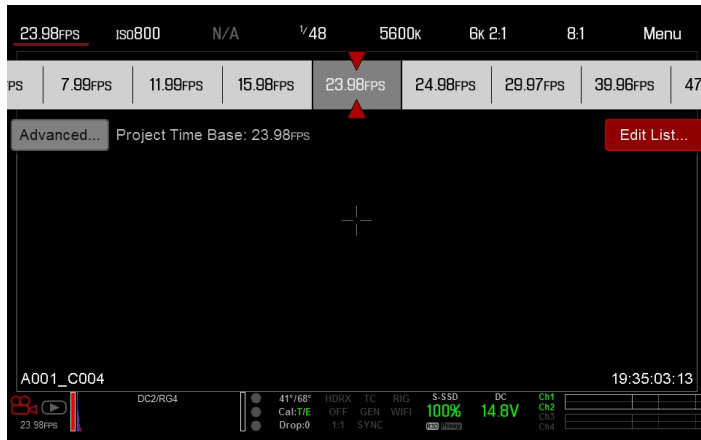 23.98FPS ISO800 N/A 1/48 5600K 6K 2:1 8:1 Menu
PS 7.99FPS 11.99FPS 15.98FPS 23.98FPS 24.98FPS 29.97FPS 39.96FPS 47
Advanced... Project Time Base: 23.98FPS Edit List...
A001_C004 19:35:03:13
DC2/RG4 41°/68° HDRX TC RIG S-SSD DC Ch1
Cal:T/E OFF GEN WIFI 100% 14.8V Ch2
Ch3
23.98FPS Drop:0 1:1 SYNC R3D Proxy Ch4